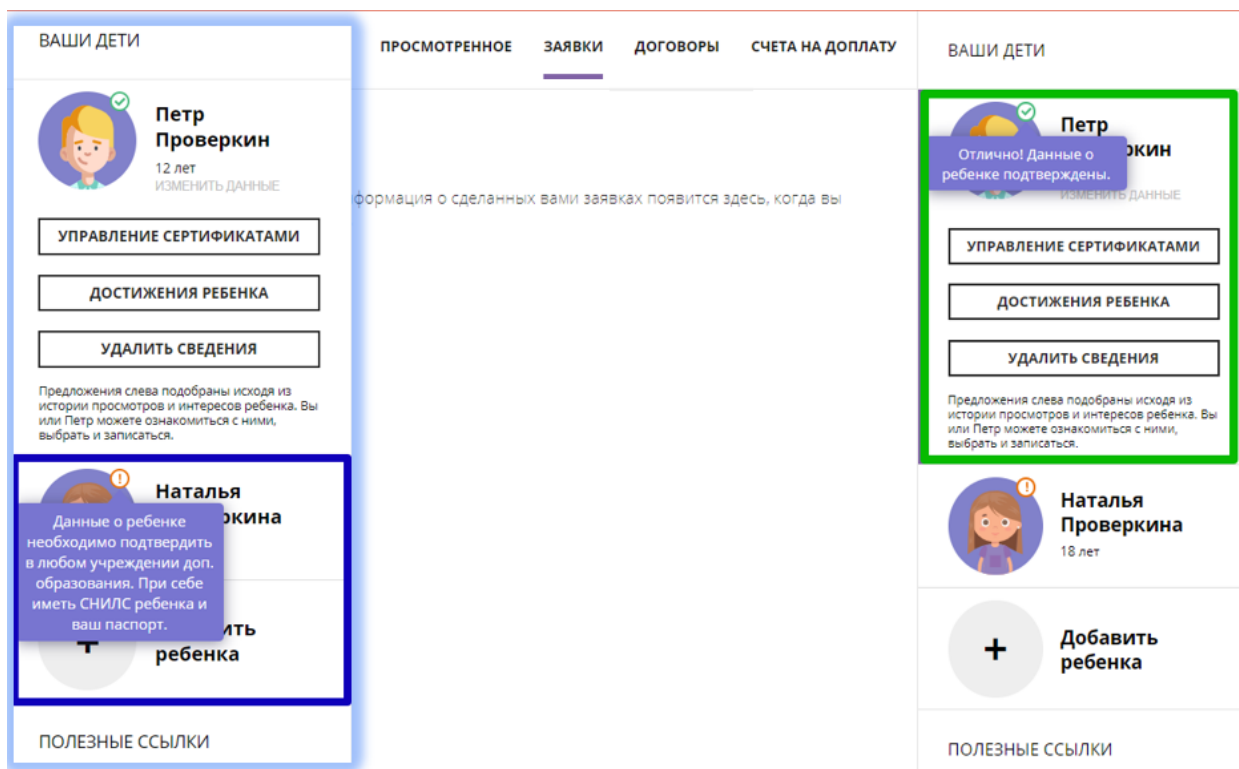 ВАШИ ДЕТИ
Петр
Проверкин
12 лет
ИЗМЕНИТЬ ДАННЫЕ
УПРАВЛЕНИЕ СЕРТИФИКАТАМИ
ДОСТИЖЕНИЯ РЕБЕНКА
УДАЛИТЬ СВЕДЕНИЯ
Предложения слева подобраны исходя из
истории просмотров и интересов ребенка. Вы
или Петр можете ознакомиться с ними,
выбрать и записаться.
Наталья
ркина
Данные о ребенке
необходимо подтвердить
в любом учреждении доп.
образования. При себе
иметь СНИЛС ребенка и
ваш паспорт.
ить
ребенка
ПОЛЕЗНЫЕ ССЫЛКИ
ПРОСМОТРЕННОЕ ЗАЯВКИ ДОГОВОРЫ СЧЕТА НА ДОПЛАТУ
формация о сделанных вами заявках появится здесь, когда вы
ВАШИ ДЕТИ
Петр
ркин
Отлично! Данные о
ребенке подтверждены.
ИЗМЕНИТЬ ДАННЫЕ
УПРАВЛЕНИЕ СЕРТИФИКАТАМИ
ДОСТИЖЕНИЯ РЕБЕНКА
УДАЛИТЬ СВЕДЕНИЯ
Предложения слева подобраны исходя из
истории просмотров и интересов ребенка. Вы
или Петр можете ознакомиться с ними,
выбрать и записаться.
Наталья
Проверкина
18 лет
+ Добавить
ребенка
ПОЛЕЗНЫЕ ССЫЛКИ